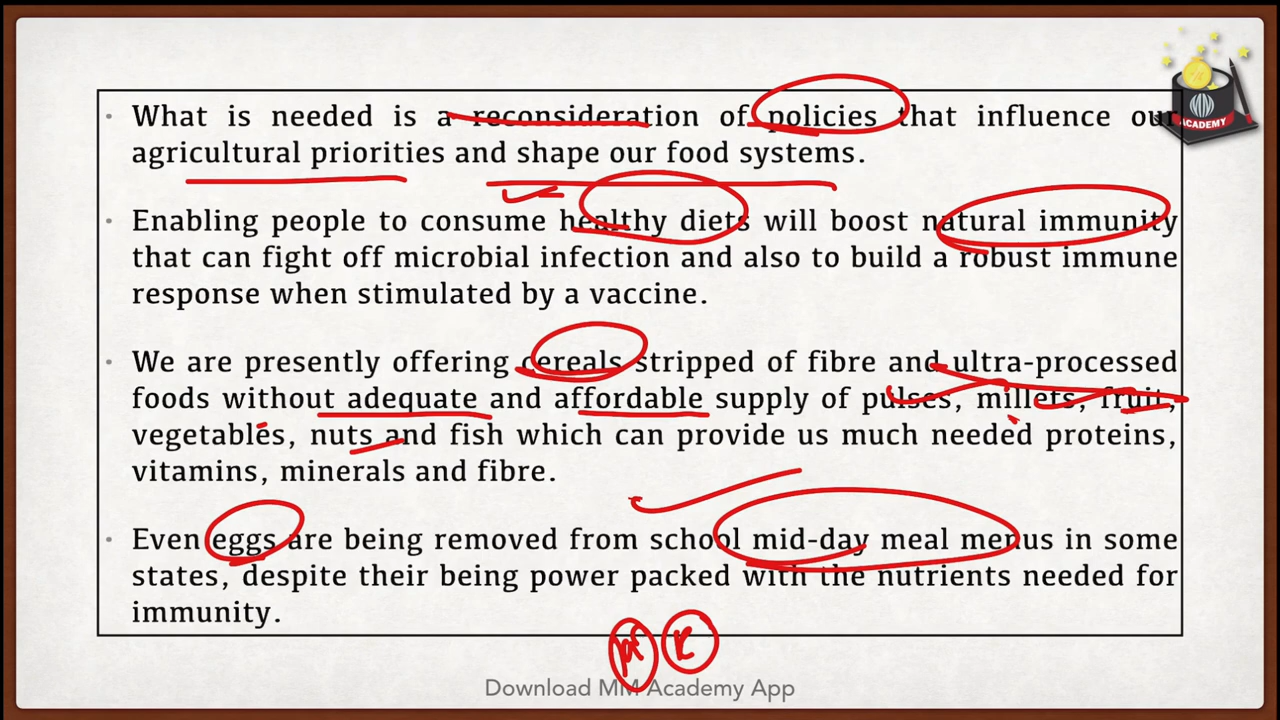 • What is needed is a reconsideration of policies that influence our
agricultural priorities and shape our food systems.
• Enabling people to consume healthy diets will boost natural immunity
that can fight off microbial infection and also to build a robust immune
response when stimulated by a vaccine.
• We are presently offering cereals stripped of fibre and ultra-processed
foods without adequate and affordable supply of pulses, millets, fruit,
vegetables, nuts and fish which can provide us much needed proteins,
vitamins, minerals and fibre.
• Even eggs are being removed from school mid-day meal menus in some
states, despite their being power packed with the nutrients needed for
immunity.
ACADEMY
Download MM Academy App